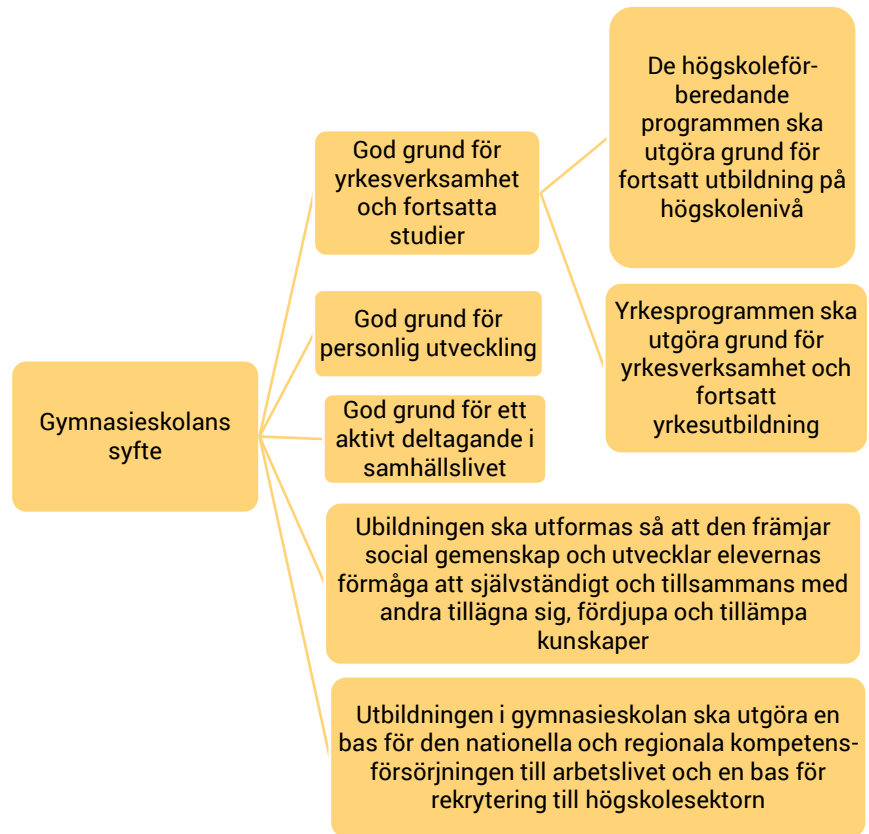 Gymnasieskolans
syfte
God grund för
yrkesverksamhet
och fortsatta
studier
De högskoleför-
beredande
programmen ska
utgöra grund för
fortsatt utbildning på
högskolenivå
Yrkesprogrammen ska
utgöra grund för
yrkesverksamhet och
fortsatt
yrkesutbildning
God grund för
personlig utveckling
God grund för ett
aktivt deltagande i
samhällslivet
Ubildningen ska utformas så att den främjar
social gemenskap och utvecklar elevernas
förmåga att självständigt och tillsammans med
andra tillägna sig, fördjupa och tillämpa
kunskaper
Utbildningen i gymnasieskolan ska utgöra en
bas för den nationella och regionala kompetens-
försörjningen till arbetslivet och en bas för
rekrytering till högskolesektorn